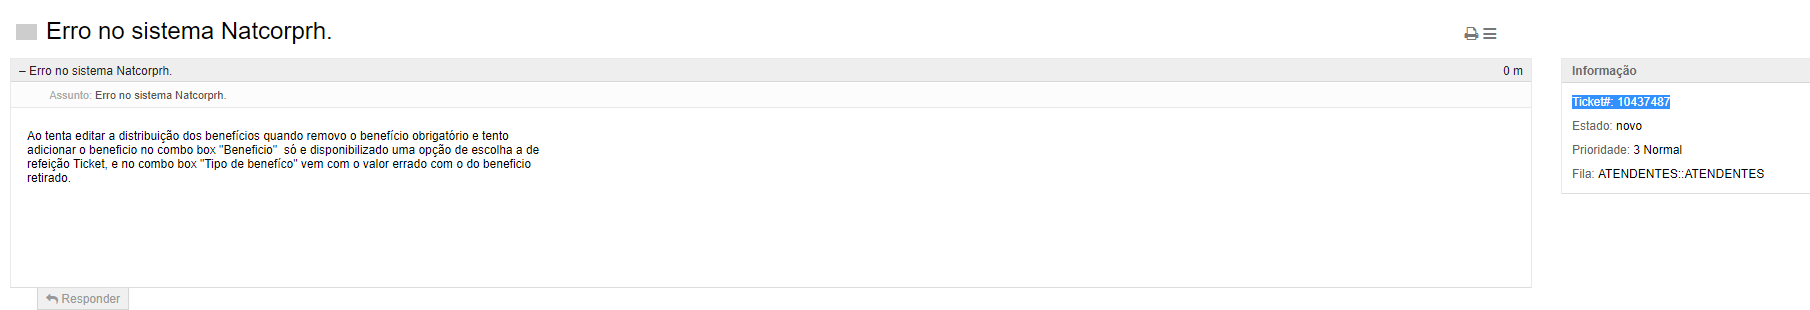 Erro no sistema Natcorprh.
– Erro no sistema Natcorprh.
0 m
Assunto: Erro no sistema Natcorprh.
Ao tenta editar a distribuição dos benefícios quando removo o benefício obrigatório e tento
adicionar o beneficio no combo box "Beneficio"  só e disponibilizado uma opção de escolha a de
refeição Ticket, e no combo box "Tipo de benefíco" vem com o valor errado com o do beneficio
retirado.
Responder
Informação
Ticket#: 10437487
Estado: novo
Prioridade: 3 Normal
Fila: ATENDENTES::ATENDENTES